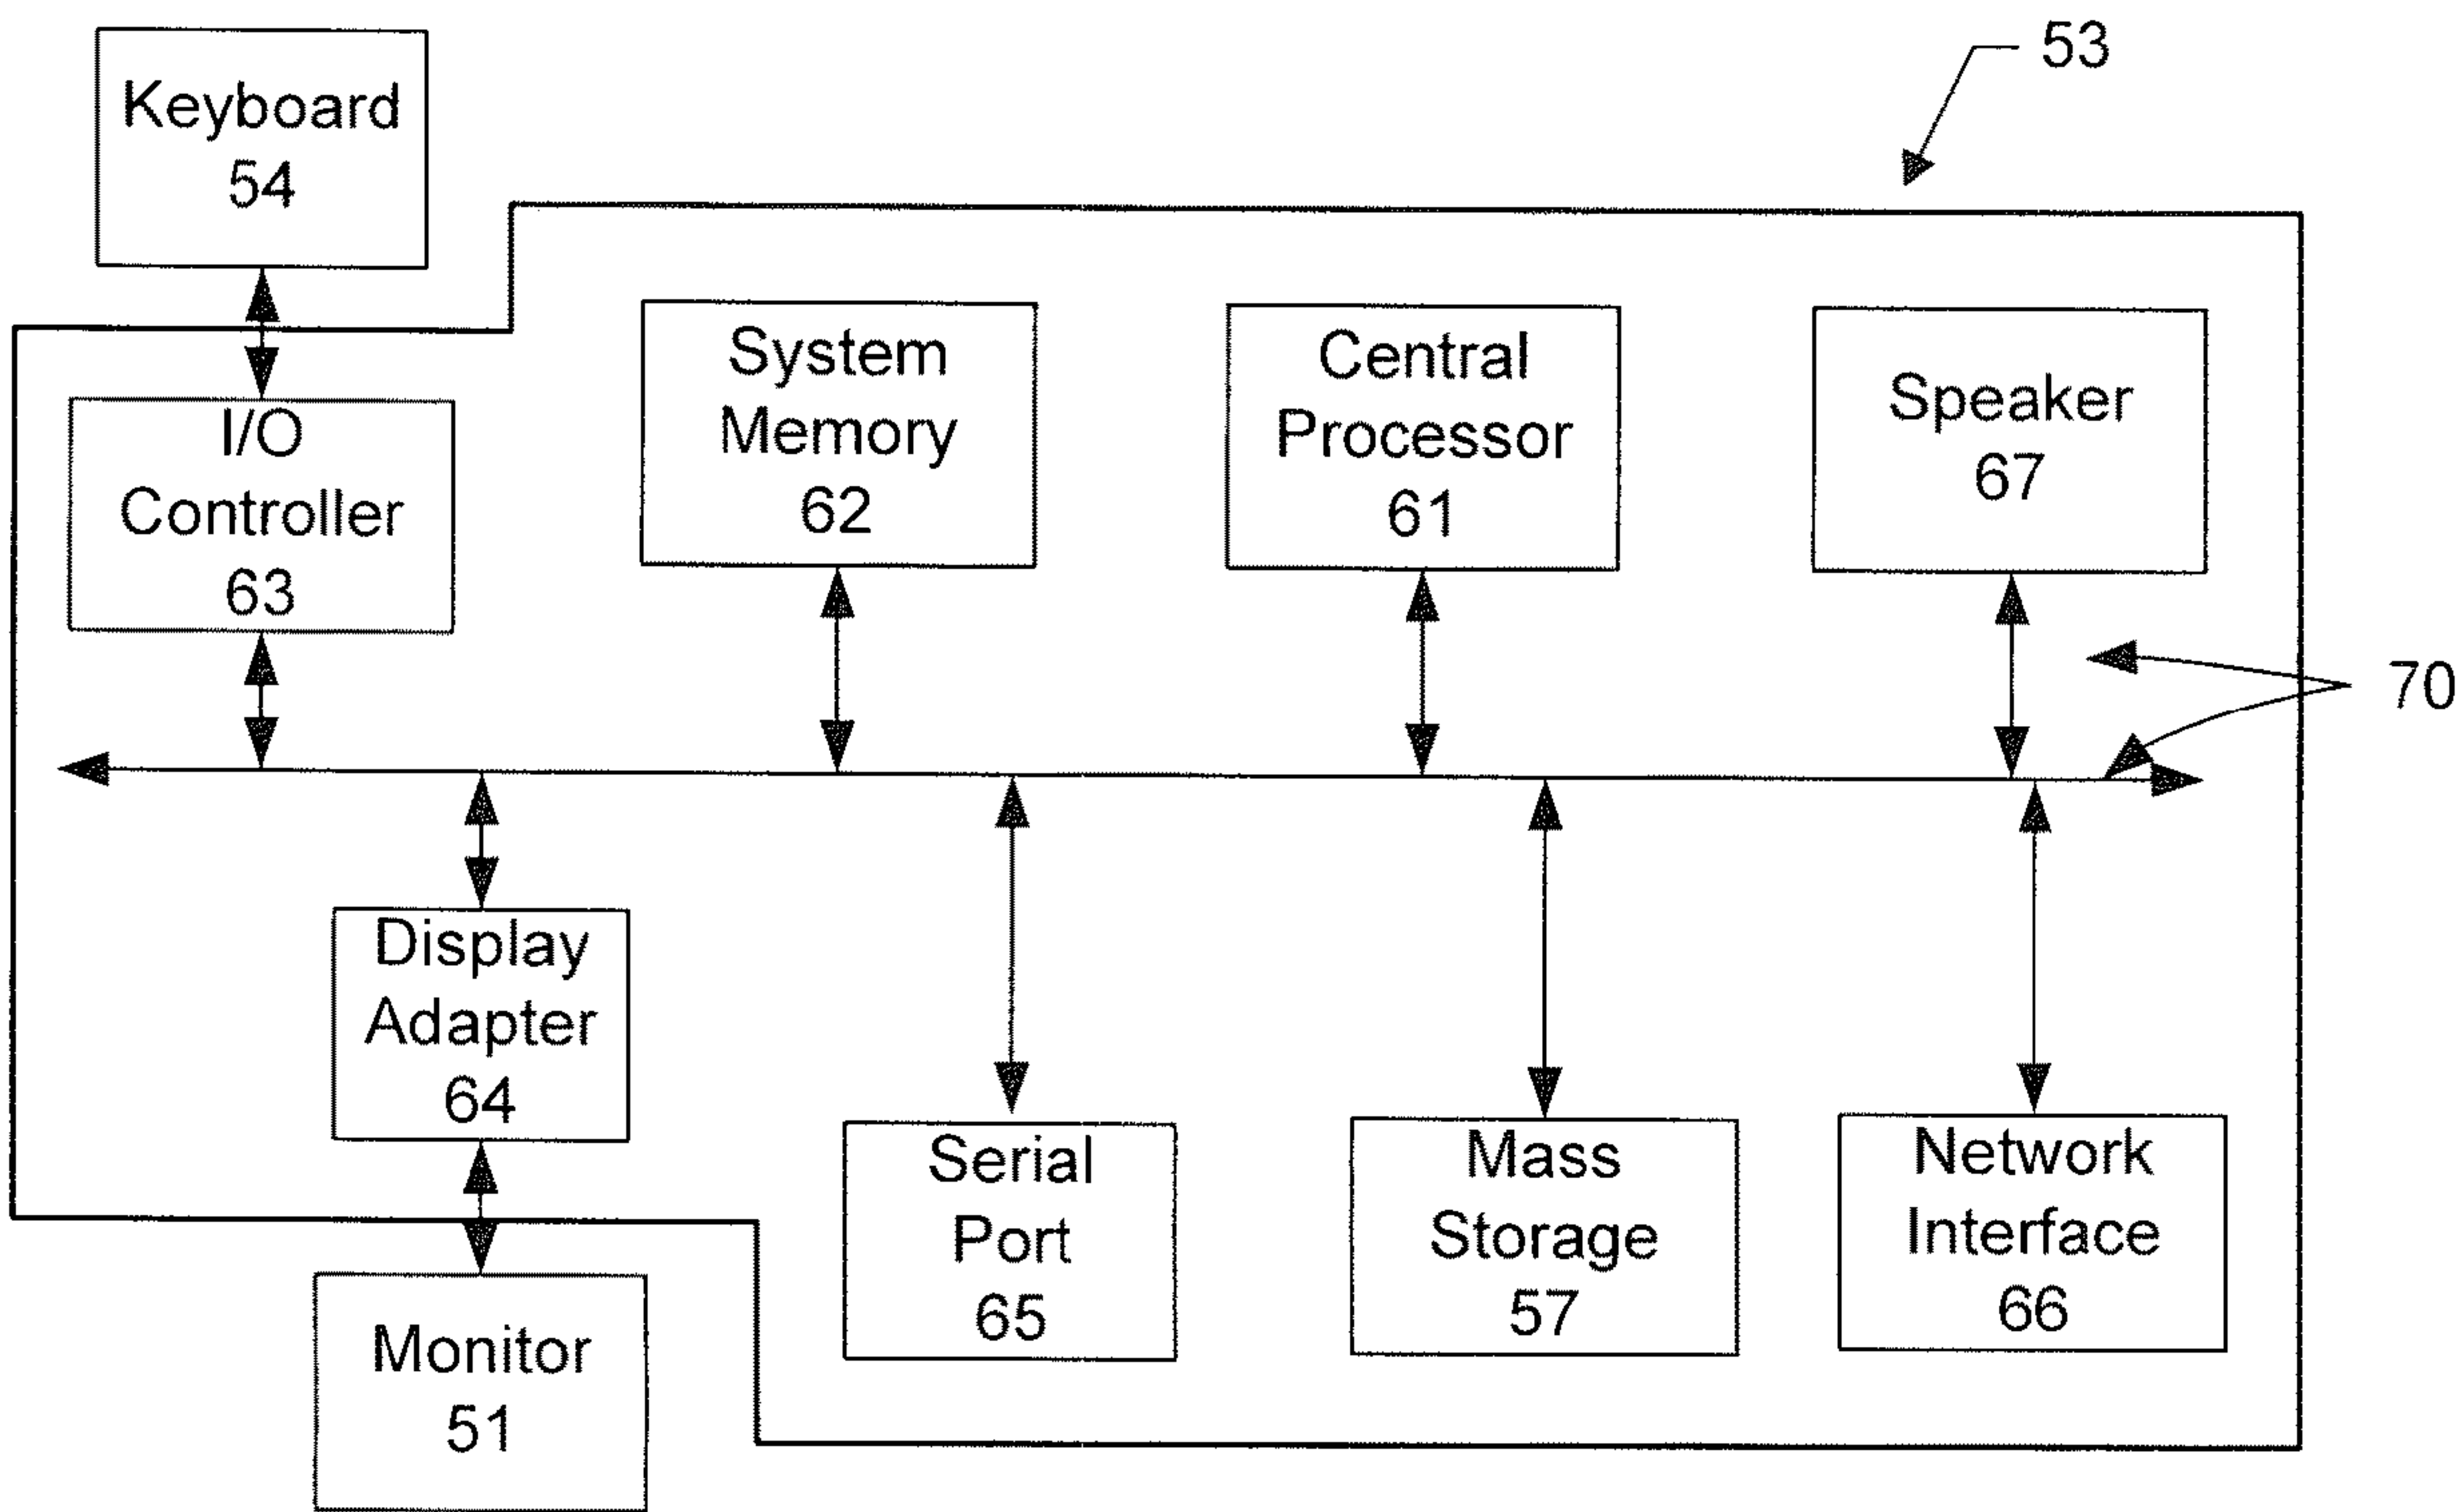 53
Keyboard
54
I/O
Controller
63
System
Memory
62
Central
Processor
61
Speaker
67
70
Display
Adapter
64
Monitor
51
Serial
Port
65
Mass
Storage
57
Network
Interface
66